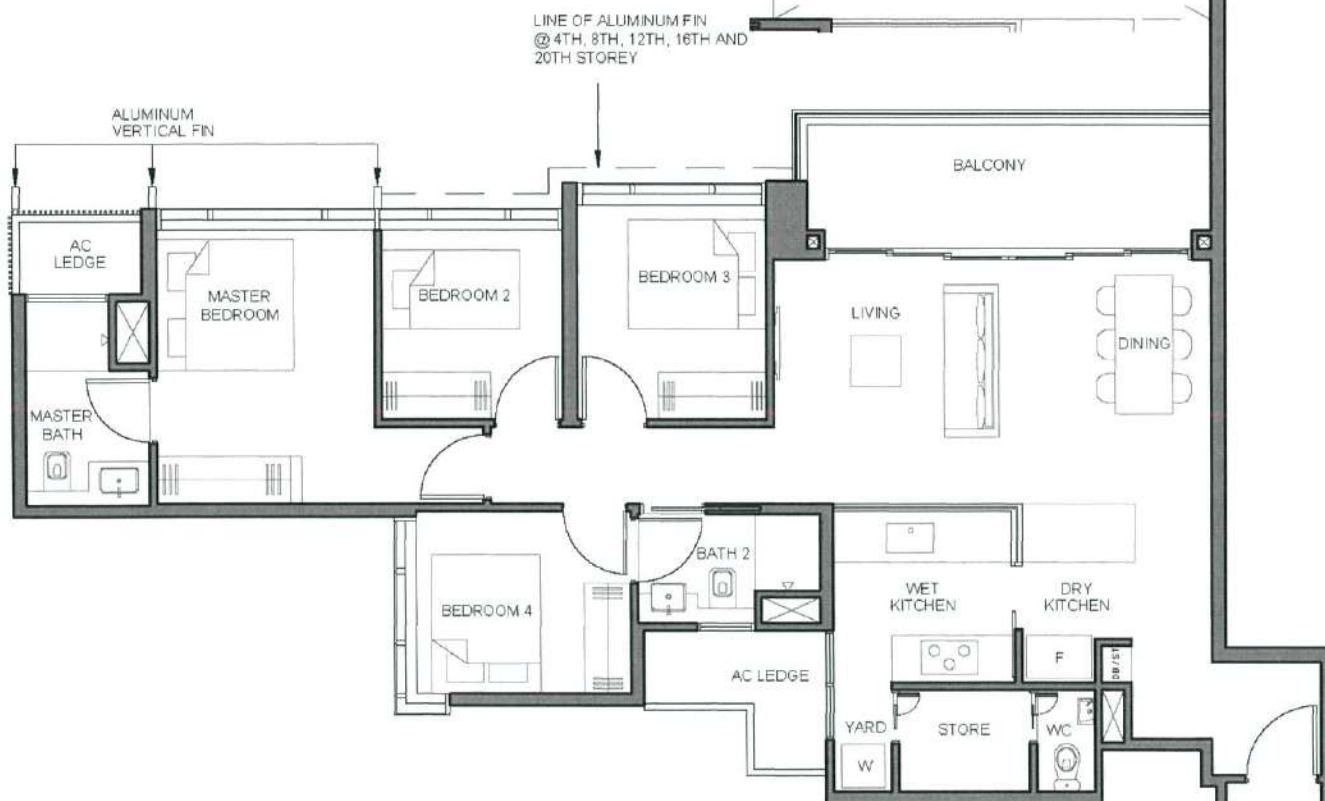 LINE OF ALUMINUM FIN
@ 4TH, 8TH, 12TH, 16TH AND
20TH STOREY
ALUMINUM
VERTICAL FIN
BALCONY
AC
LEDGE
MASTER
BEDROOM
BEDROOM 2
BEDROOM 3
LIVING
DINING
MASTER
BATH
BEDROOM 4
BATH 2
WET
KITCHEN
DRY
KITCHEN
AC LEDGE
F
DB / ST
YARD
STORE
WC
W